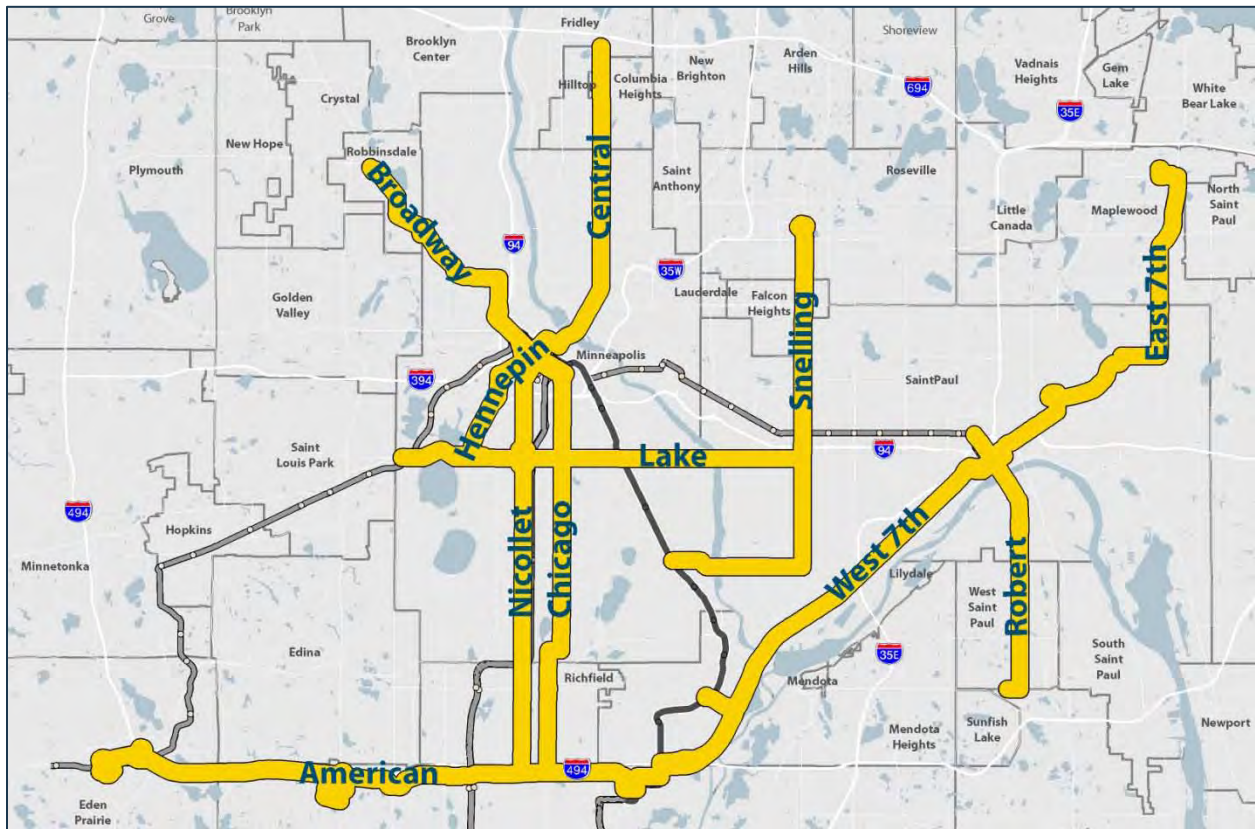 Grove
Brooklyn
Park
Fridley
Shoreview
Brooklyn
Center
Hilltop
Columbia
Heights
New
Brighton
Arden
Hills
694
Vadnais
Heights
Gem
Lake
35E
White
Bear Lake
Crystal
New Hope
Plymouth
Robbinsdale
Broadway
Central
Saint
Anthony
Roseville
Little
Canada
Maplewood
North
Saint
Paul
94
35W
Lauderdale
Falcon
Heights
Golden
Valley
Snelling
East 7th
Minneapolis
Hennepin
394
SaintPaul
Saint
Louis Park
Lake
94
494
Hopkins
Minnetonka
Nicollet
Chicago
West 7th
Lilydale
West
Saint
Paul
Robert
Edina
Richfield
35E
South
Saint
Paul
Mendota
Mendota
Heights
Sunfish
Lake
Newport
American
494
Eden
Prairie